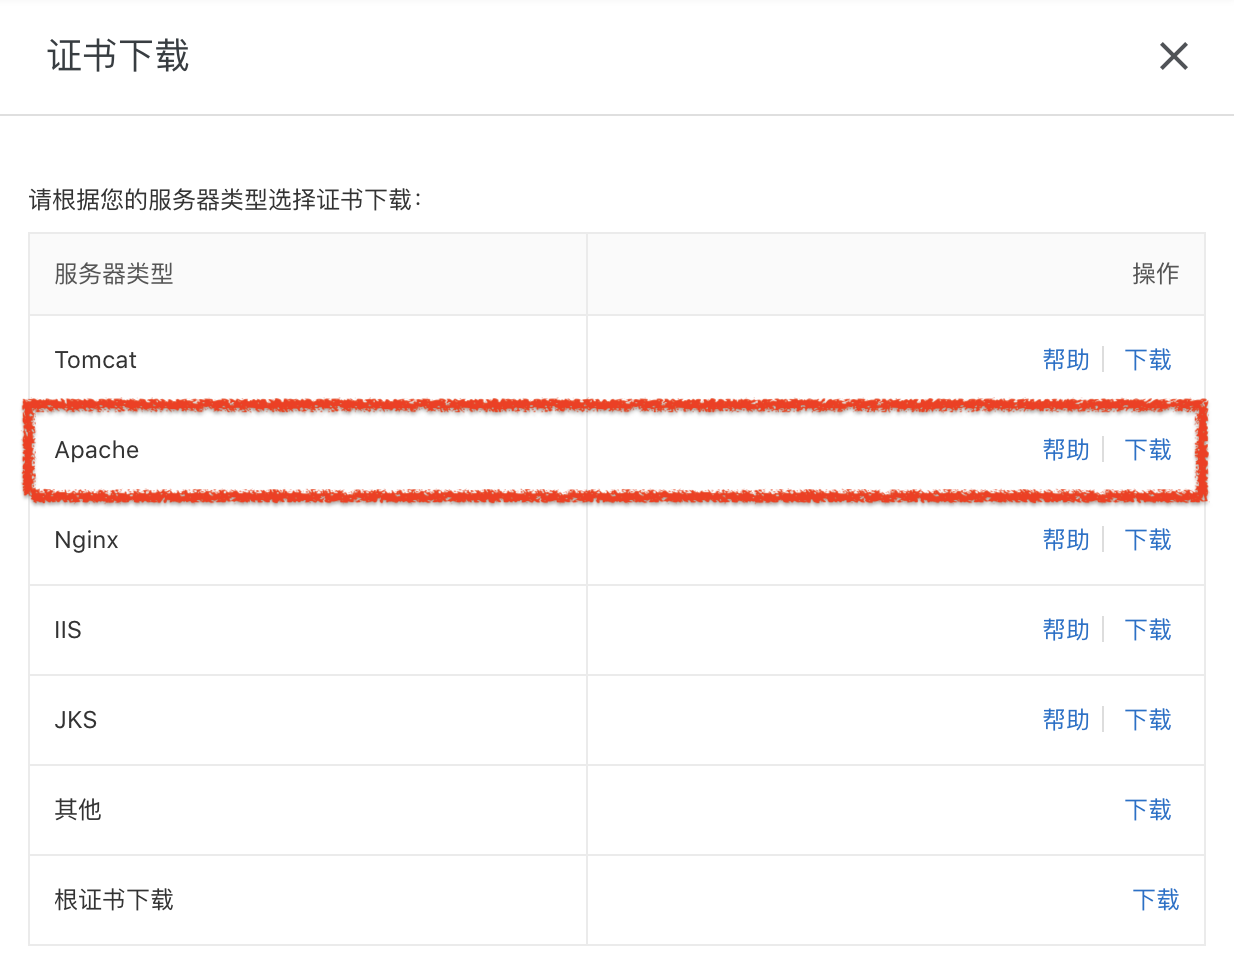 证书下载
请根据您的服务器类型选择证书下载：
服务器类型 操作
Tomcat 帮助 下载
Apache 帮助 下载
Nginx 帮助 下载
IIS 帮助 下载
JKS 帮助 下载
其他 下载
根证书下载 下载